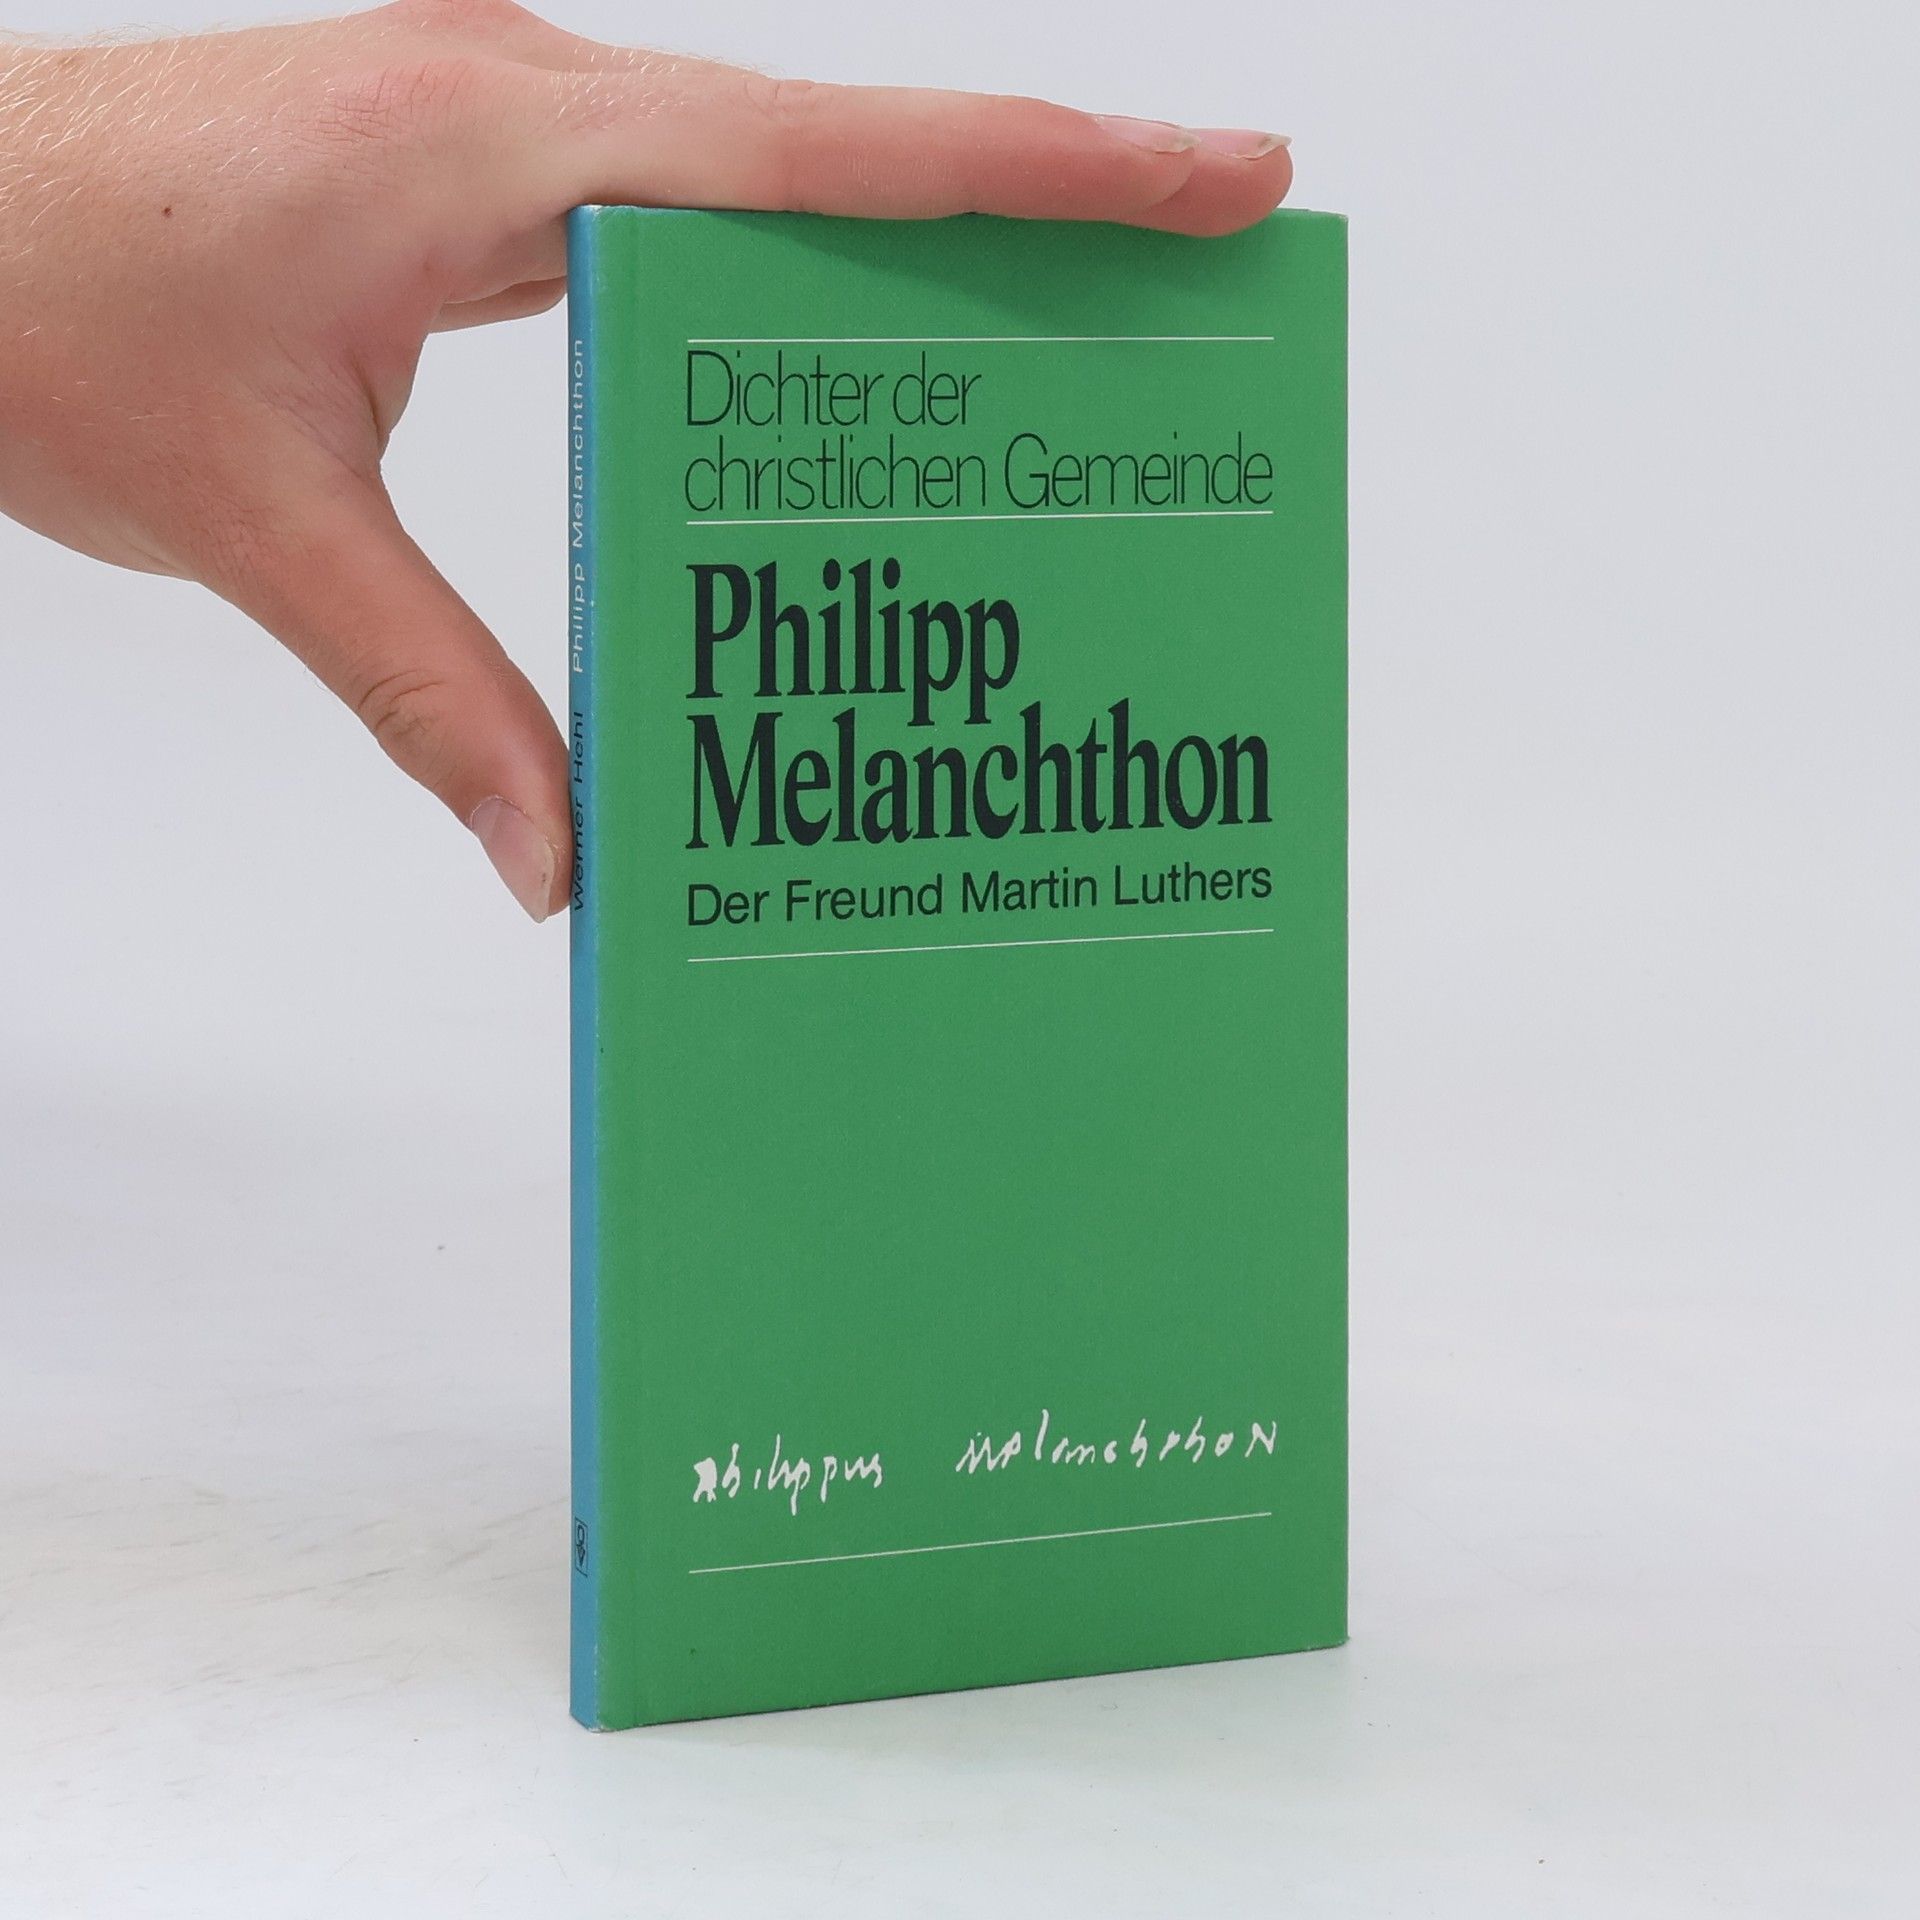 Dichter der
christlichen Gemeinde
Philipp
Melanchthon
Der Freund Martin Luthers
Philippus Melanchthon
Werner Hehl Philipp Melanchthon